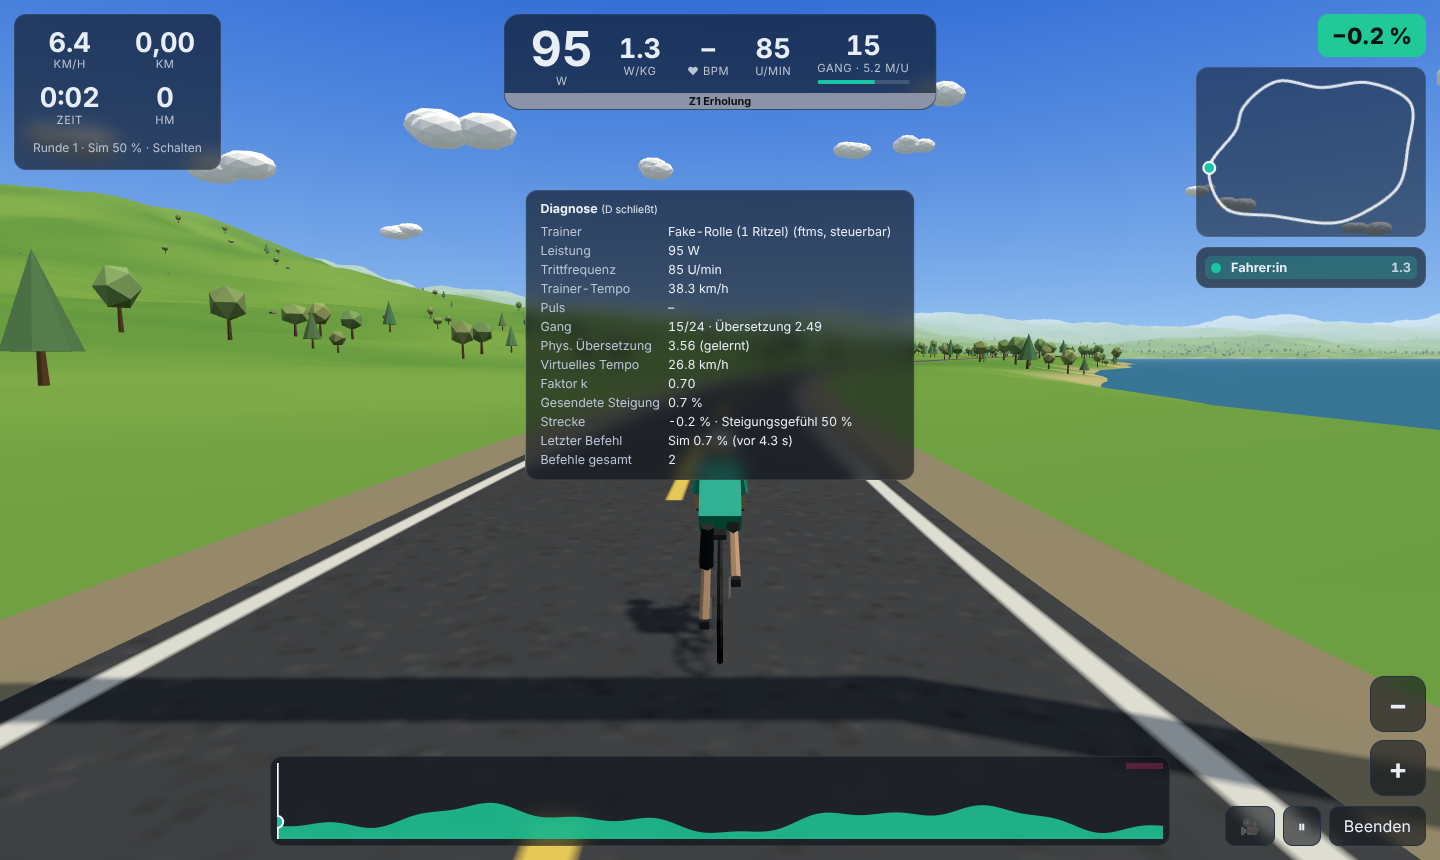 6.4
KM/H
0,00
KM
0:02
ZEIT
0
HM
Runde 1 · Sim 50 % · Schalten
95
W
1.3
W/KG
–
♥ BPM
85
U/MIN
15
GANG · 5.2 M/U
Z1 Erholung
−0.2 %
Fahrer:in 1.3
Diagnose (D schließt)
Trainer Fake-Rolle (1 Ritzel) (ftms, steuerbar)
Leistung 95 W
Trittfrequenz 85 U/min
Trainer-Tempo 38.3 km/h
Puls –
Gang 15/24 · Übersetzung 2.49
Phys. Übersetzung 3.56 (gelernt)
Virtuelles Tempo 26.8 km/h
Faktor k 0.70
Gesendete Steigung 0.7 %
Strecke -0.2 % · Steigungsgefühl 50 %
Letzter Befehl Sim 0.7 % (vor 4.3 s)
Befehle gesamt 2
−
+
Beenden